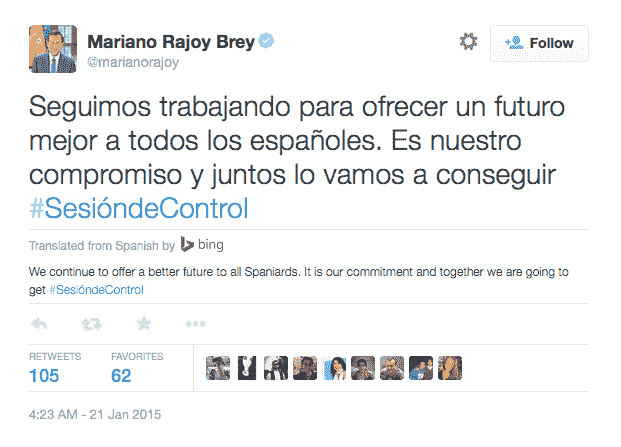 Mariano Rajoy Brey
@marianorajoy
Follow
Seguimos trabajando para ofrecer un futuro
mejor a todos los españoles. Es nuestro
compromiso y juntos lo vamos a conseguir
#SesióndeControl
Translated from Spanish by bing
We continue to offer a better future to all Spaniards. It is our commitment and together we are going to
get #SesióndeControl
RETWEETS FAVORITES
105 62
4:23 AM - 21 Jan 2015